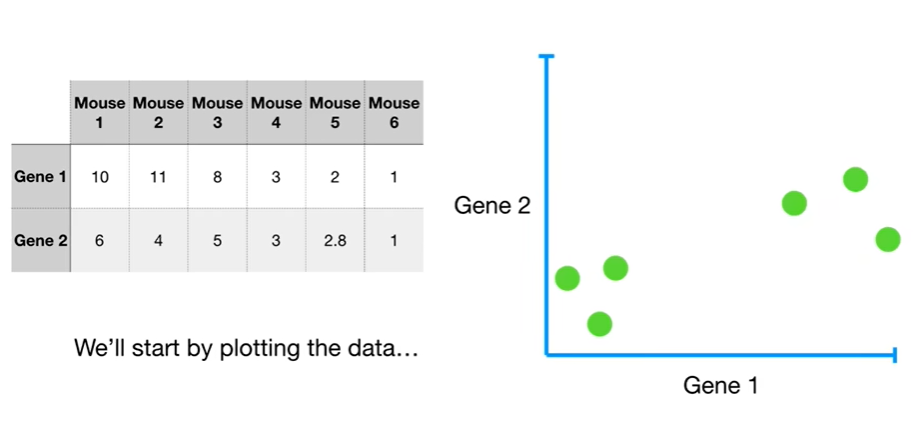 Mouse 1 Mouse 2 Mouse 3 Mouse 4 Mouse 5 Mouse 6
Gene 1 10 11 8 3 2 1
Gene 2 6 4 5 3 2.8 1
We’ll start by plotting the data…
Gene 2
Gene 1